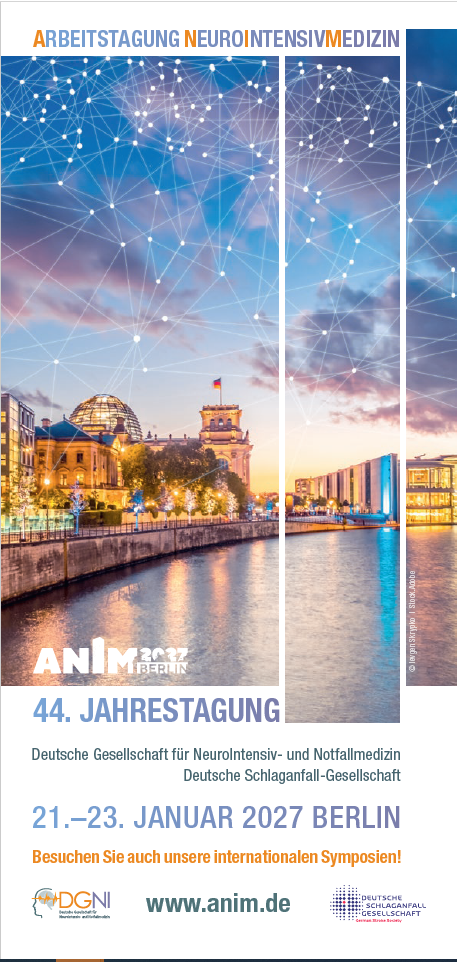 ARBEITSTAGUNG NEUROINTENSIVMEDIZIN
© Ievgen Skrypko I Stock.Adobe
ANIM 2027
BERLIN
44. JAHRESTAGUNG
Deutsche Gesellschaft für NeuroIntensiv- und Notfallmedizin
Deutsche Schlaganfall-Gesellschaft
21.–23. JANUAR 2027 BERLIN
Besuchen Sie auch unsere internationalen Symposien!
DGNI
Deutsche Gesellschaft für
NeuroIntensiv- und Notfallmedizin
www.anim.de
DEUTSCHE
SCHLAGANFALL
GESELLSCHAFT
German Stroke Society